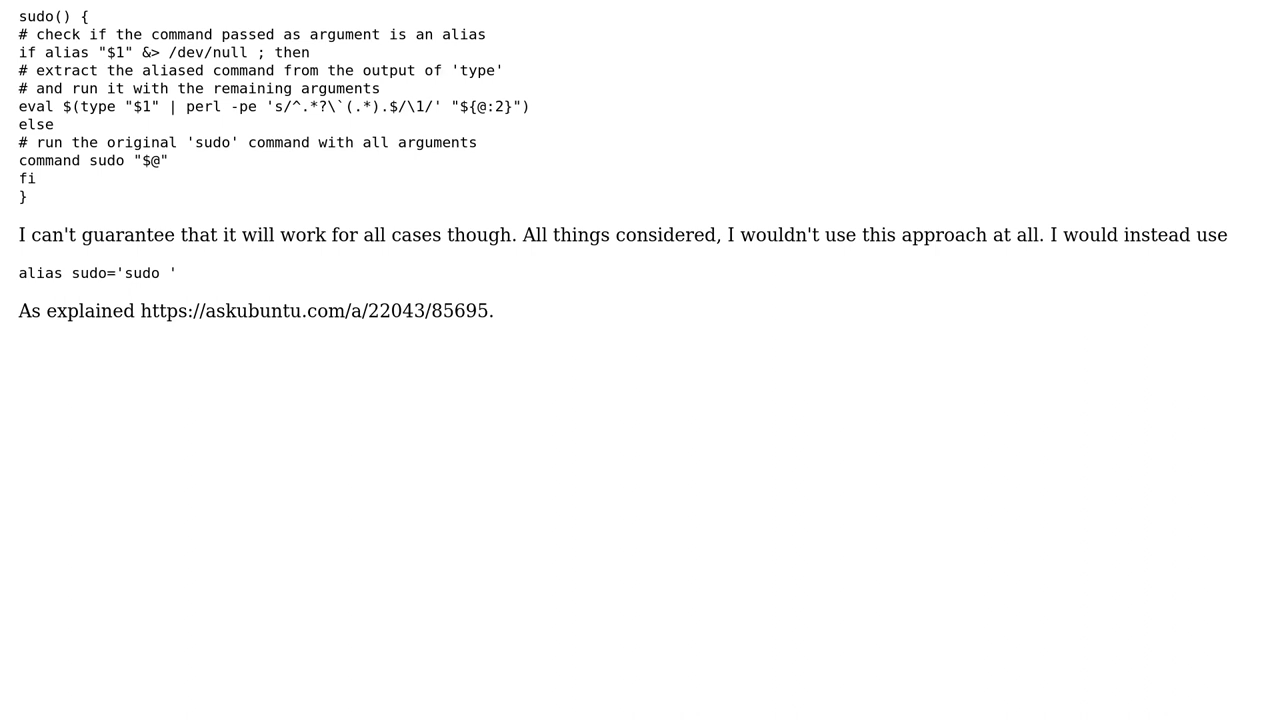 sudo() {
# check if the command passed as argument is an alias
if alias "$1" &> /dev/null ; then
# extract the aliased command from the output of 'type'
# and run it with the remaining arguments
eval $(type "$1" | perl -pe 's/^.*?\`(.*).$/\1/' "${@:2}")
else
# run the original 'sudo' command with all arguments
command sudo "$@"
fi
}
I can't guarantee that it will work for all cases though. All things considered, I wouldn't use this approach at all. I would instead use
alias sudo='sudo '
As explained https://askubuntu.com/a/22043/85695.